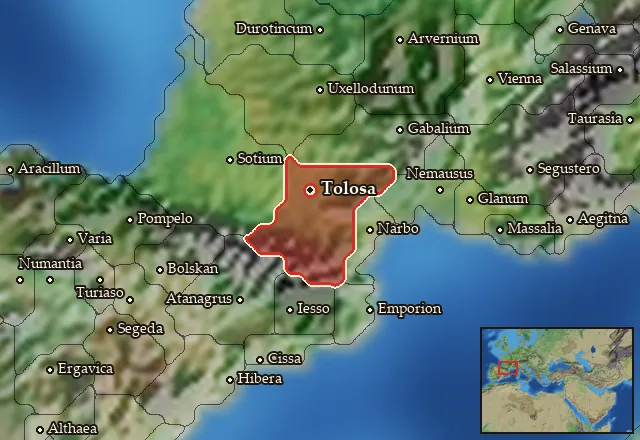 Durotincum
Genava
Arvernium
Salassium
Vienna
Uxellodunum
Taurasia
Gabalium
Sotium
Aracillum
Nemausus
Segustero
Tolosa
Glanum
Pompelo
Aegitna
Narbo
Massalia
Varia
Numantia
Bolskan
Turiaso
Atanagrus
Iesso
Emporion
Segeda
Cissa
Ergavica
Hibera
Althaea